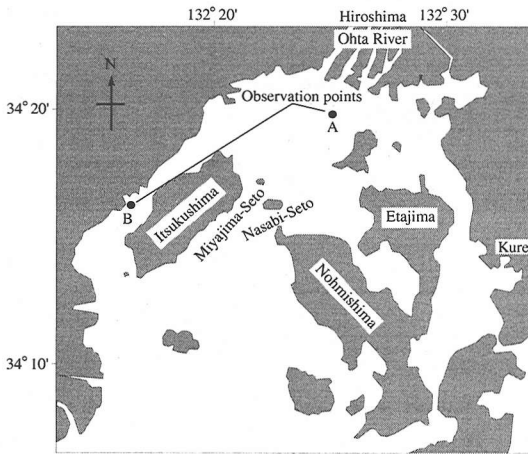 132° 20'
132° 30'
Hiroshima
Ohta River
34° 20'
N
Observation points
A
B
Itsukushima
Miyajima-Seto
Nasabi-Seto
Etajima
Kure
Nohmishima
34° 10'